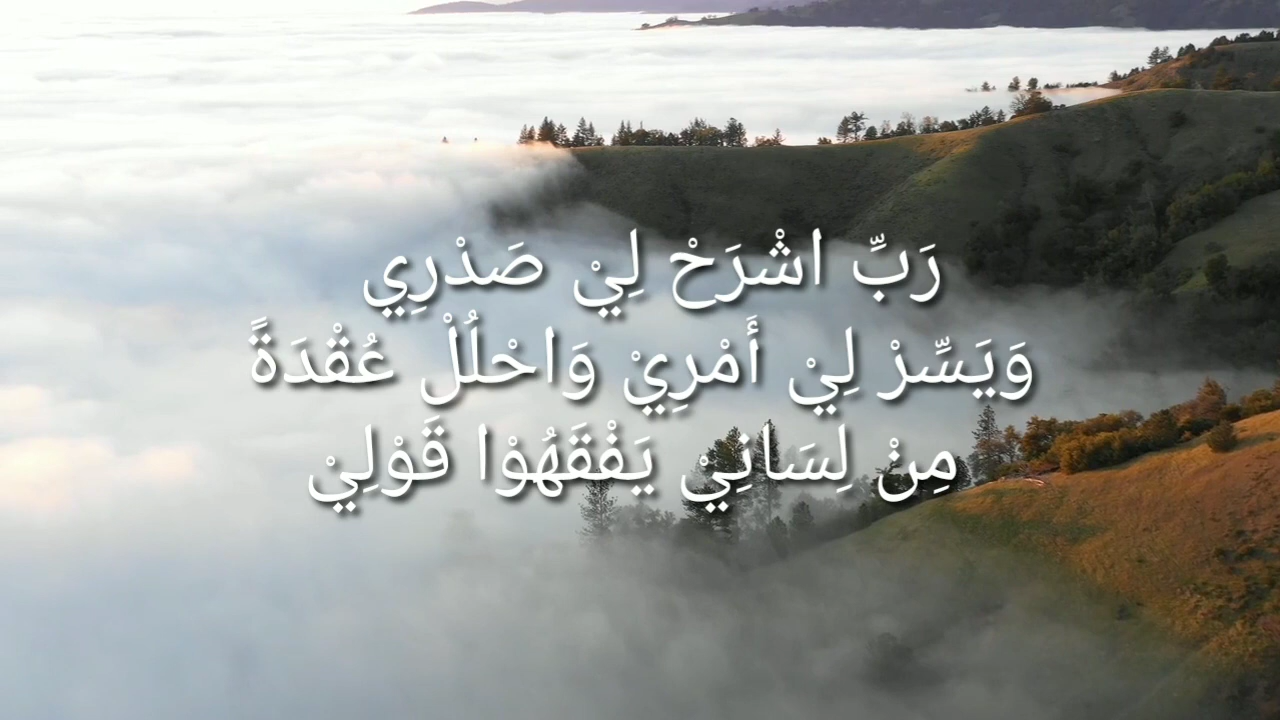 رَبِّ اشْرَحْ لِيْ صَدْرِي
وَيَسِّرْ لِيْ أَمْرِيْ وَاحْلُلْ عُقْدَةً
مِنْ لِسَانِيْ يَفْقَهُوْا قَوْلِيْ